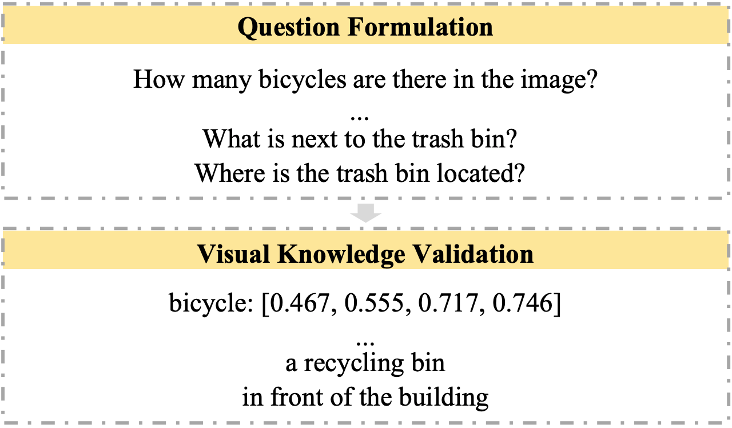 Question Formulation
How many bicycles are there in the image?
...
What is next to the trash bin?
Where is the trash bin located?
Visual Knowledge Validation
bicycle: [0.467, 0.555, 0.717, 0.746]
...
a recycling bin
in front of the building